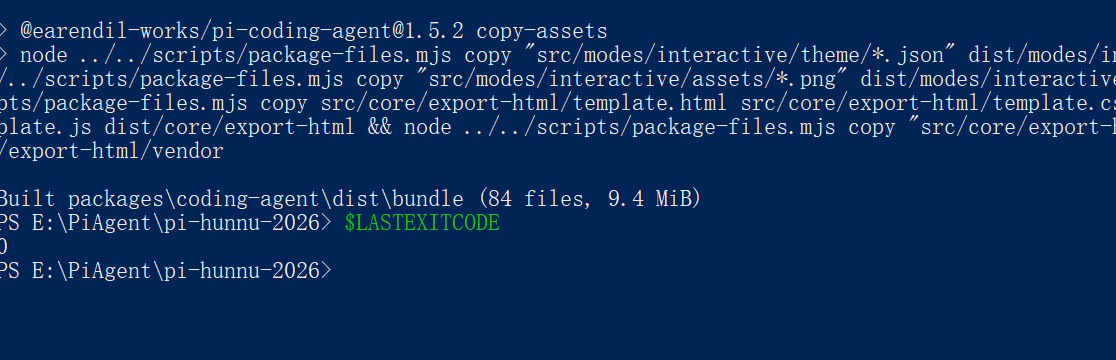 > @earendil-works/pi-coding-agent@1.5.2 copy-assets
> node ../../scripts/package-files.mjs copy "src/modes/interactive/theme/*.json" dist/modes/in
/../scripts/package-files.mjs copy "src/modes/interactive/assets/*.png" dist/modes/interactive
pts/package-files.mjs copy src/core/export-html/template.html src/core/export-html/template.cs
plate.js dist/core/export-html && node ../../scripts/package-files.mjs copy "src/core/export-h
/export-html/vendor
Built packages\coding-agent\dist\bundle (84 files, 9.4 MiB)
PS E:\PiAgent\pi-hunnu-2026> $LASTEXITCODE
0
PS E:\PiAgent\pi-hunnu-2026>